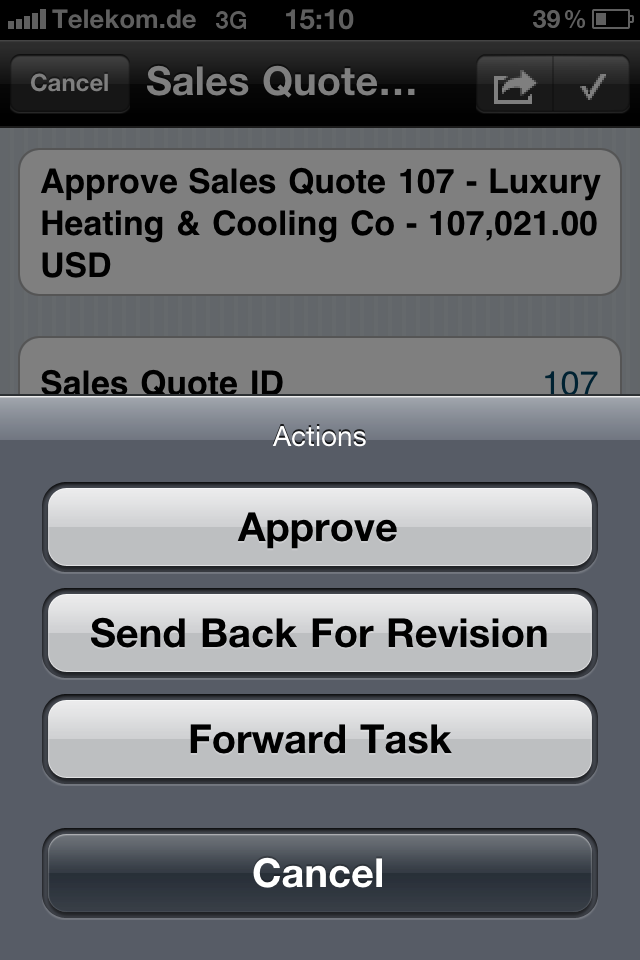 Telekom.de 3G 15:10 39%
Cancel Sales Quote...
Approve Sales Quote 107 - Luxury
Heating & Cooling Co - 107,021.00
USD
Sales Quote ID 107
Actions
Approve
Send Back For Revision
Forward Task
Cancel